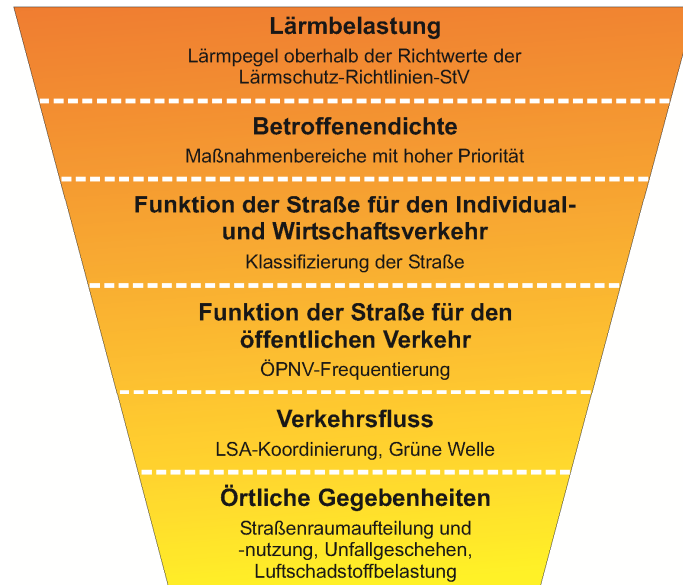 Lärmbelastung
Lärmpegel oberhalb der Richtwerte der
Lärmschutz-Richtlinien-StV
Betroffenendichte
Maßnahmenbereiche mit hoher Priorität
Funktion der Straße für den Individual-
und Wirtschaftsverkehr
Klassifizierung der Straße
Funktion der Straße für den
öffentlichen Verkehr
ÖPNV-Frequentierung
Verkehrsfluss
LSA-Koordinierung, Grüne Welle
Örtliche Gegebenheiten
Straßenraumaufteilung und
-nutzung, Unfallgeschehen,
Luftschadstoffbelastung